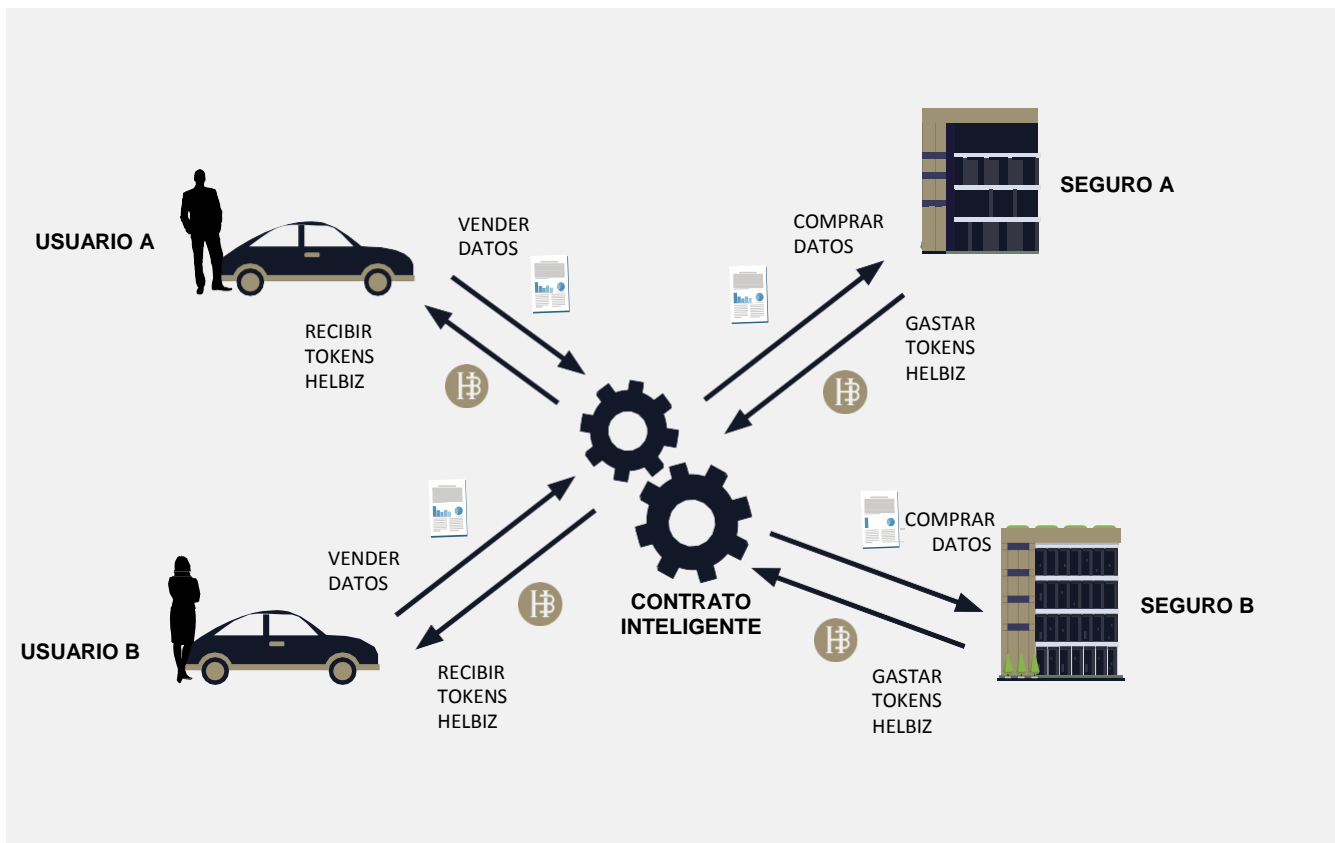 SEGURO A
USUARIO A
VENDER
DATOS
COMPRAR
DATOS
RECIBIR
TOKENS
HELBIZ
GASTAR
TOKENS
HELBIZ
USUARIO B
VENDER
DATOS
RECIBIR
TOKENS
HELBIZ
CONTRATO
INTELIGENTE
COMPRAR
DATOS
SEGURO B
GASTAR
TOKENS
HELBIZ